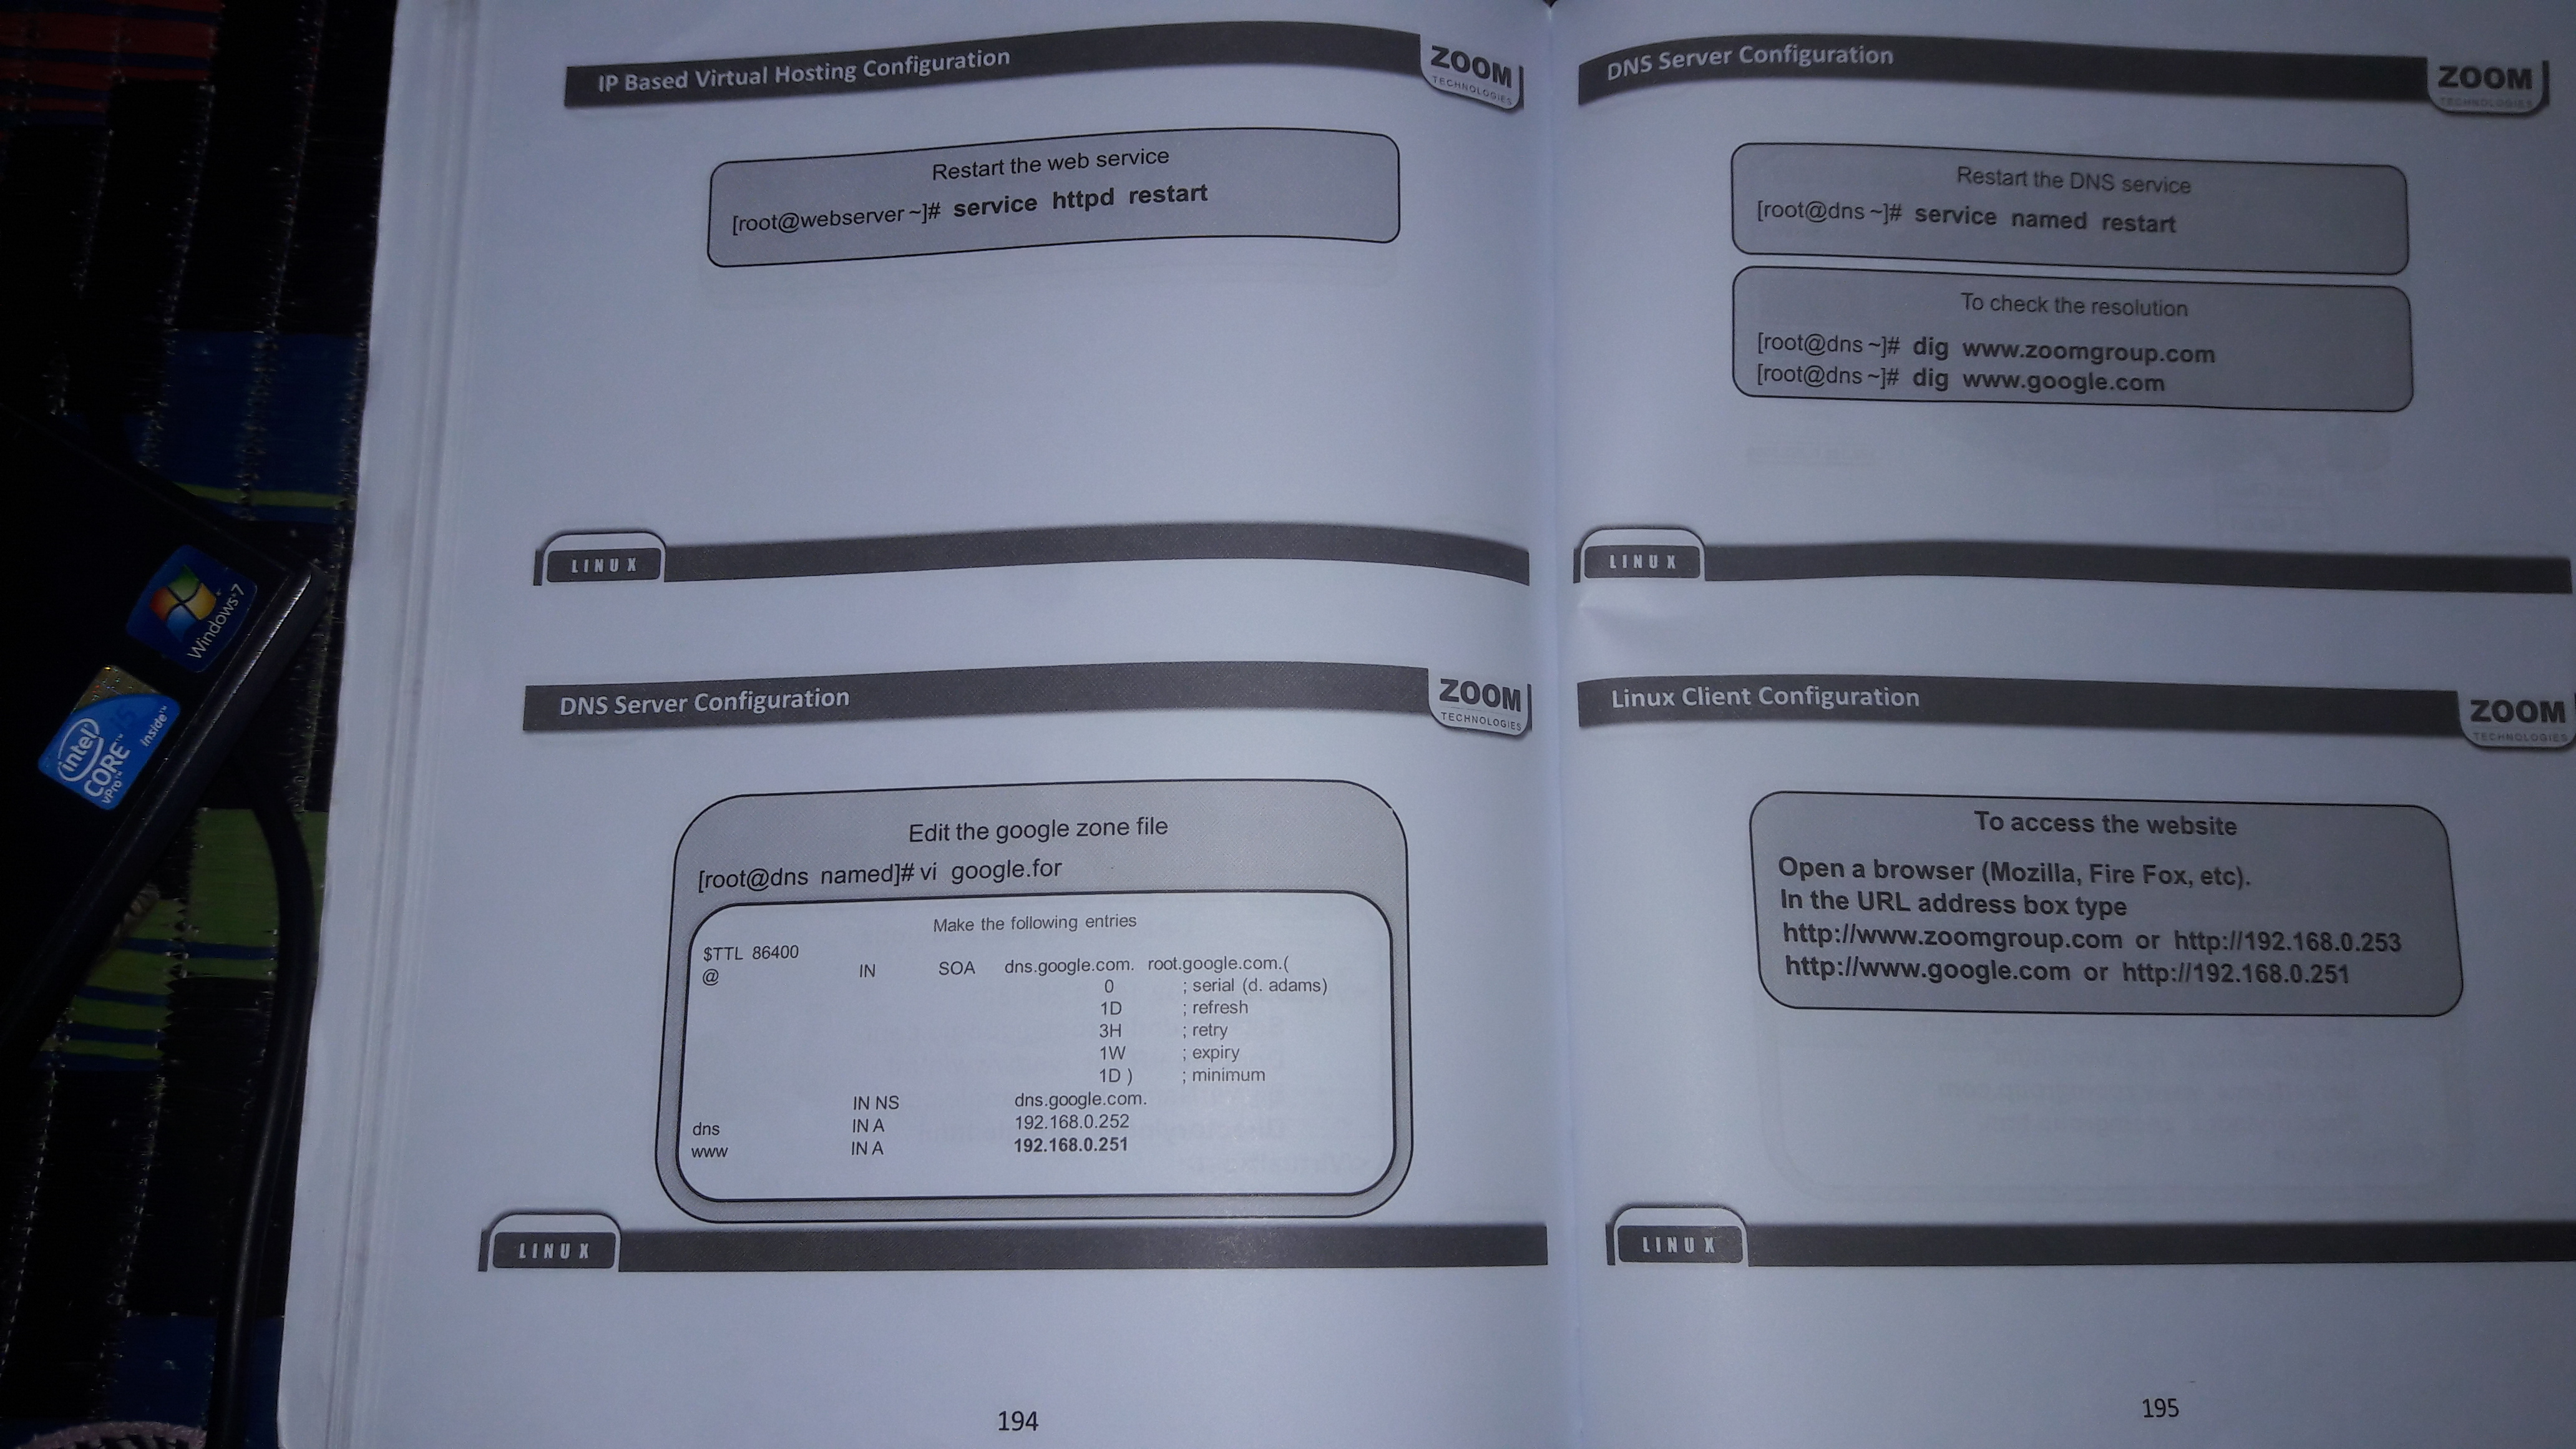 IP Based Virtual Hosting Configuration
ZOOM
TECHNOLOGIES
Restart the web service
[root@webserver ~]# service httpd restart
LINUX
DNS Server Configuration
ZOOM
TECHNOLOGIES
Edit the google zone file
[root@dns named]# vi google.for
Make the following entries
$TTL 86400
@ IN SOA dns.google.com. root.google.com.(
0 ; serial (d. adams)
1D ; refresh
3H ; retry
1W ; expiry
1D ) ; minimum
IN NS dns.google.com.
dns IN A 192.168.0.252
www IN A 192.168.0.251
LINUX
194
DNS Server Configuration
ZOOM
TECHNOLOGIES
Restart the DNS service
[root@dns ~]# service named restart
To check the resolution
[root@dns ~]# dig www.zoomgroup.com
[root@dns ~]# dig www.google.com
LINUX
Linux Client Configuration
ZOOM
TECHNOLOGIES
To access the website
Open a browser (Mozilla, Fire Fox, etc).
In the URL address box type
http://www.zoomgroup.com or http://192.168.0.253
http://www.google.com or http://192.168.0.251
LINUX
195
Windows 7
intel
CORE i5
inside
vPro